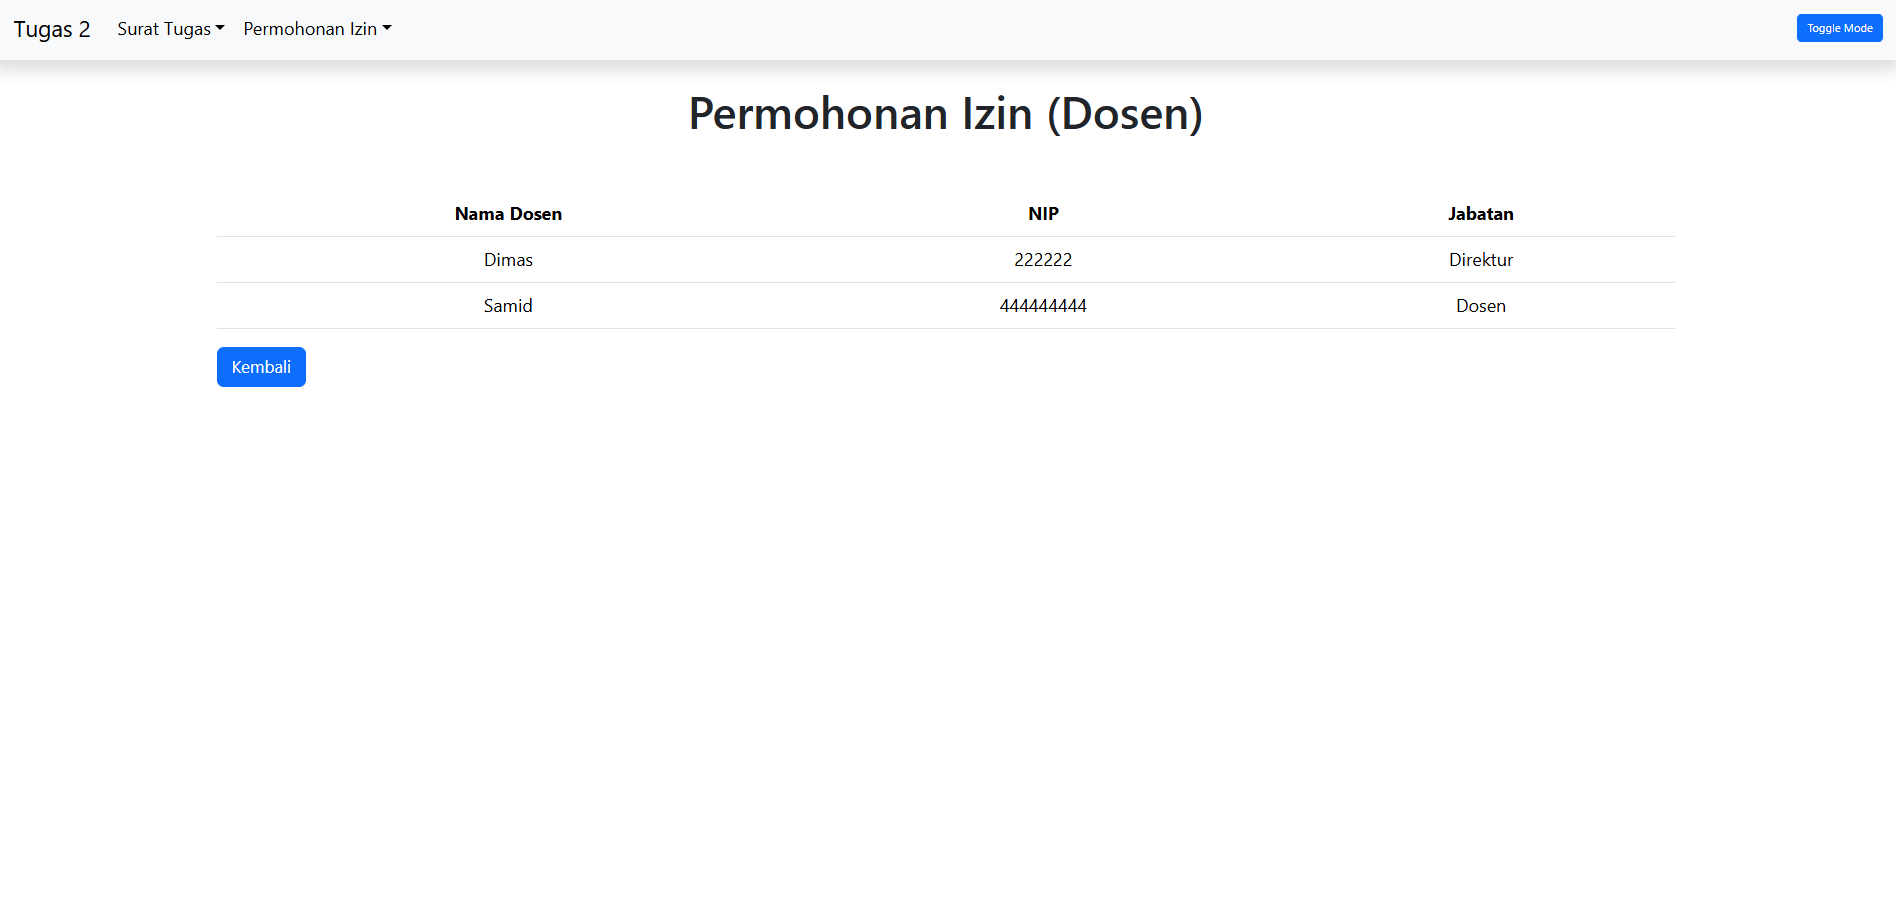 Tugas 2 Surat Tugas Permohonan Izin Toggle Mode
Permohonan Izin (Dosen)
Nama Dosen NIP Jabatan
Dimas 222222 Direktur
Samid 444444444 Dosen
Kembali